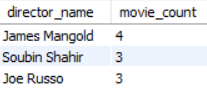 director_name movie_count
James Mangold 4
Soubin Shahir 3
Joe Russo 3